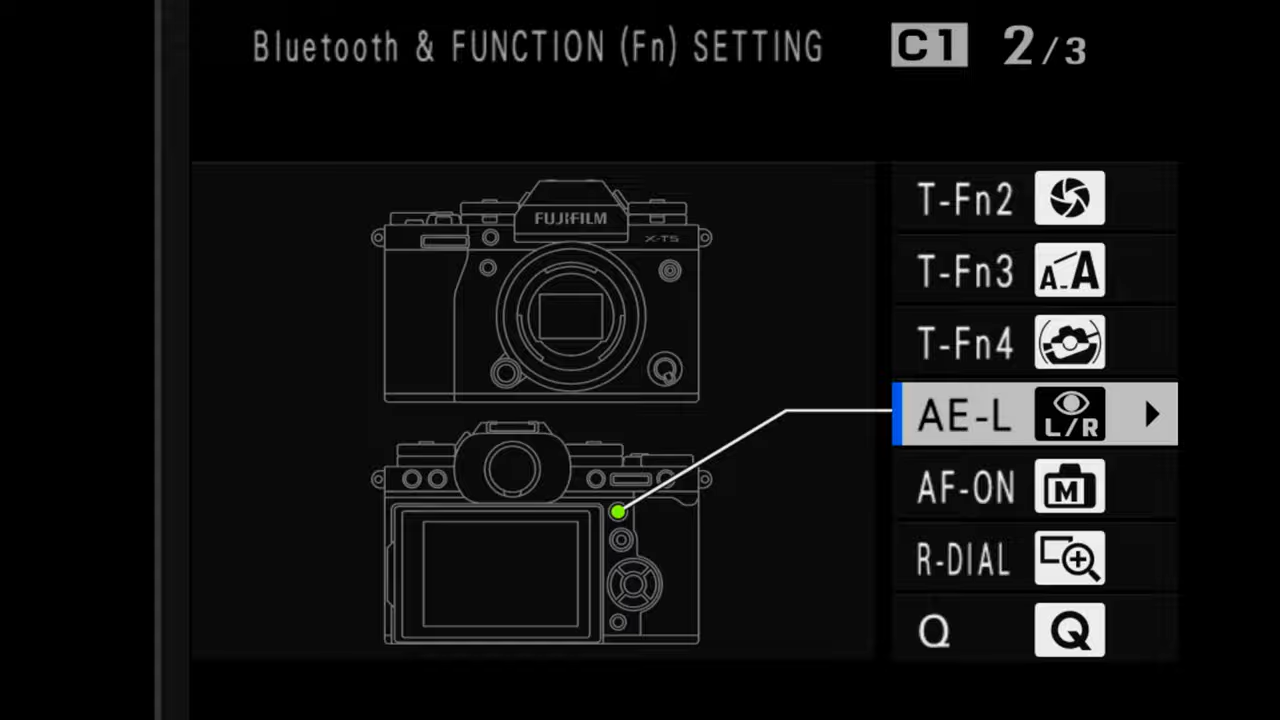 Bluetooth & FUNCTION (Fn) SETTING C1 2/3
FUJIFILM
X-T5
Q
T-Fn2
T-Fn3 A-A
T-Fn4
AE-L L/R
AF-ON M
R-DIAL
Q Q